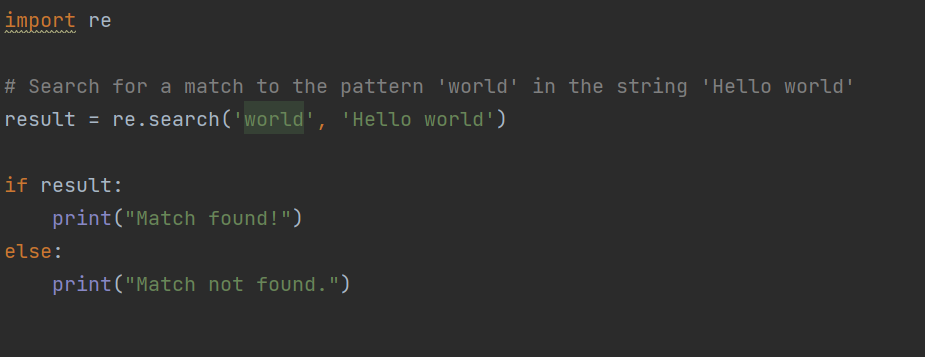 import re
# Search for a match to the pattern 'world' in the string 'Hello world'
result = re.search('world', 'Hello world')
if result:
    print("Match found!")
else:
    print("Match not found.")